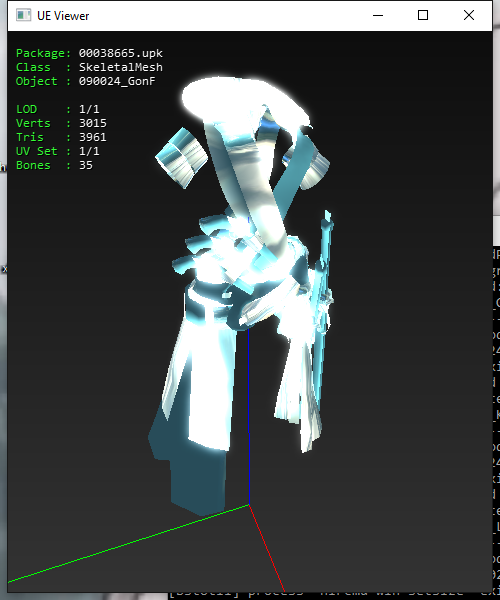 UE Viewer
Package: 00038665.upk
Class  : SkeletalMesh
Object : 090024_GonF
LOD    : 1/1
Verts  : 3015
Tris   : 3961
UV Set : 1/1
Bones  : 35